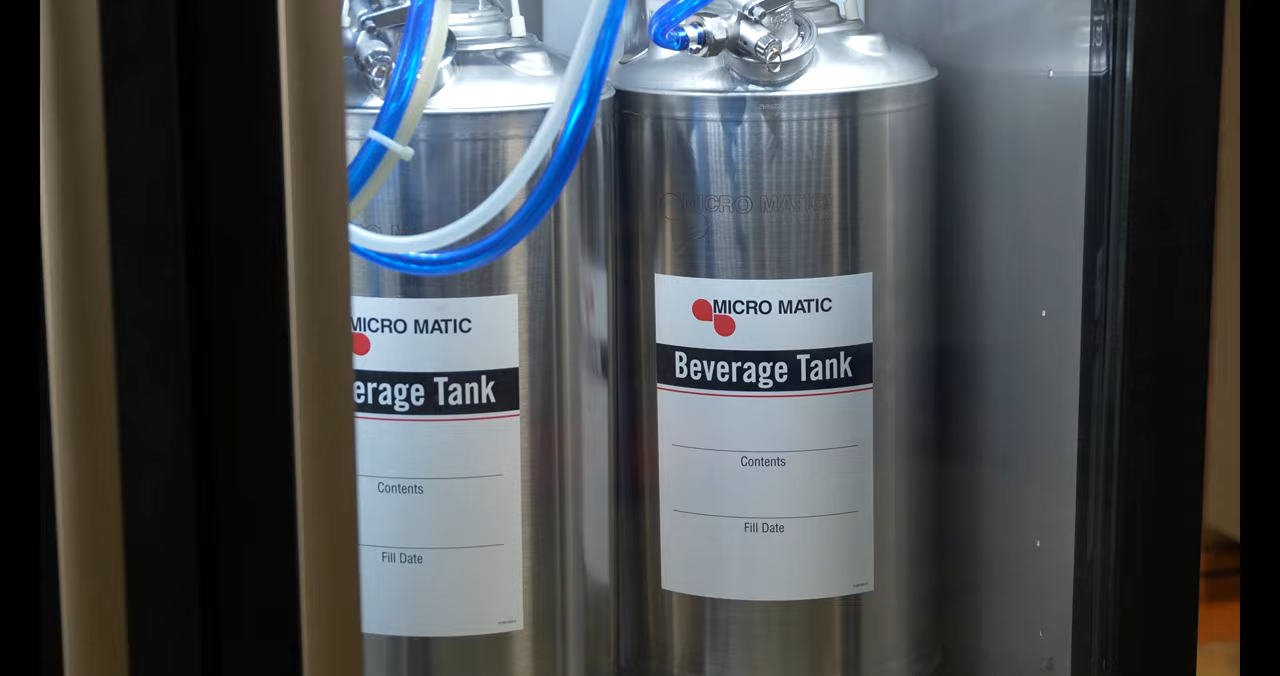 MICRO MATIC
MICRO MATIC
erage Tank
Contents
Fill Date
MICRO MATIC
Beverage Tank
Contents
Fill Date